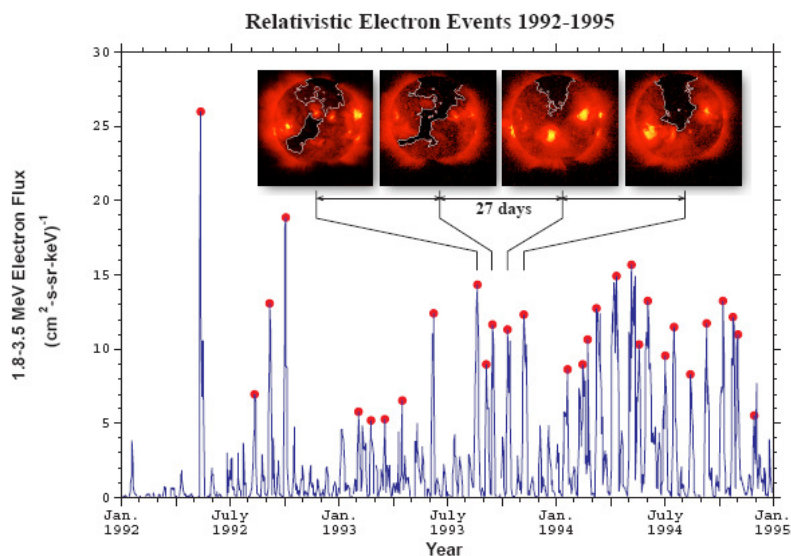 Relativistic Electron Events 1992-1995
30
25
20
15
10
5
0
1.8-3.5 MeV Electron Flux
(cm²-s-sr-keV)⁻¹
27 days
Jan.
1992
July
1992
Jan.
1993
July
1993
Jan.
1994
July
1994
Jan.
1995
Year